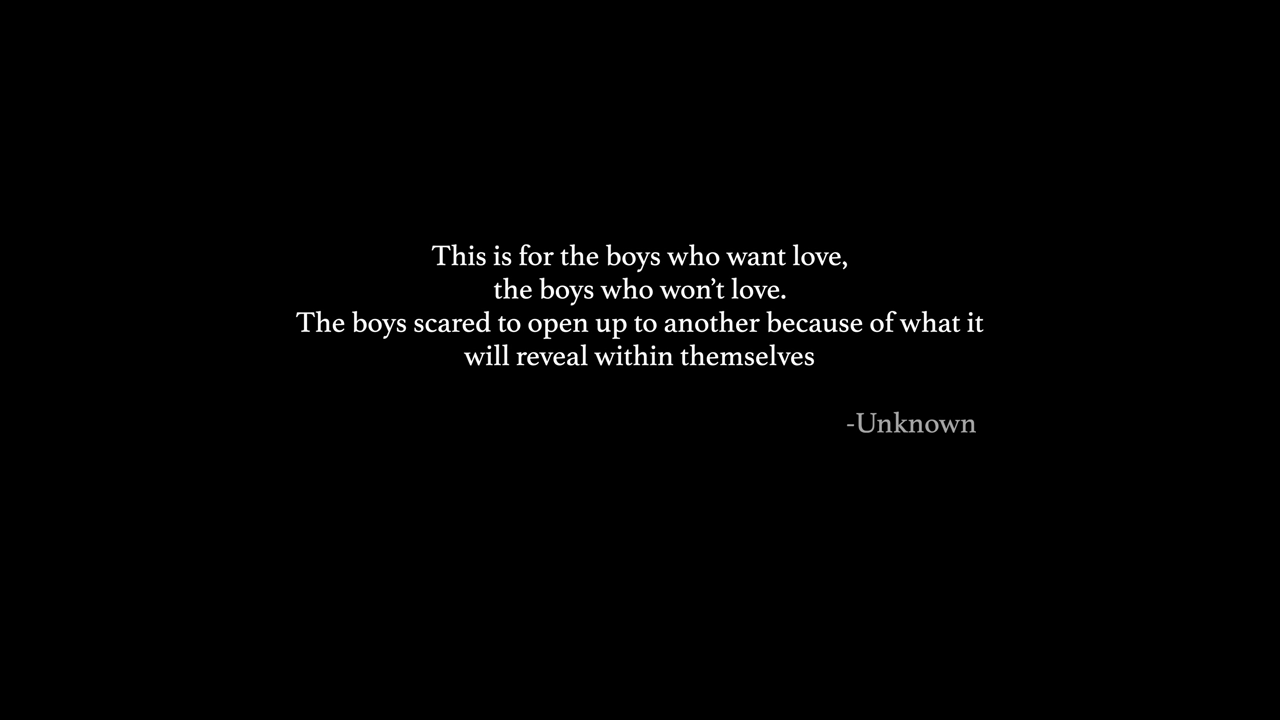 This is for the boys who want love,
the boys who won’t love.
The boys scared to open up to another because of what it
will reveal within themselves
-Unknown